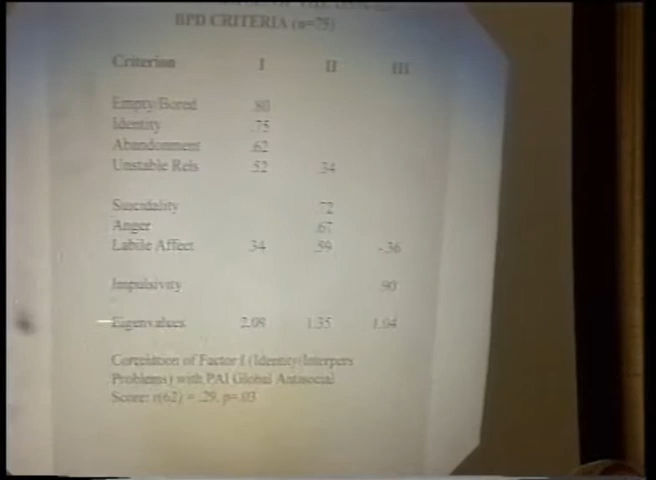 BPD CRITERIA (n=75)
Criterion I II III
Empty/Bored .80
Identity .75
Abandonment .62
Unstable Rels .52 .34
Suicidality .72
Anger .67
Labile Affect .34 .59 -.36
Impulsivity .90
Eigenvalues 2.09 1.35 1.04
Correlation of Factor I (Identity/Interpers
Problems) with PAI Global Antisocial
Score: r(62) = .29, p=.03